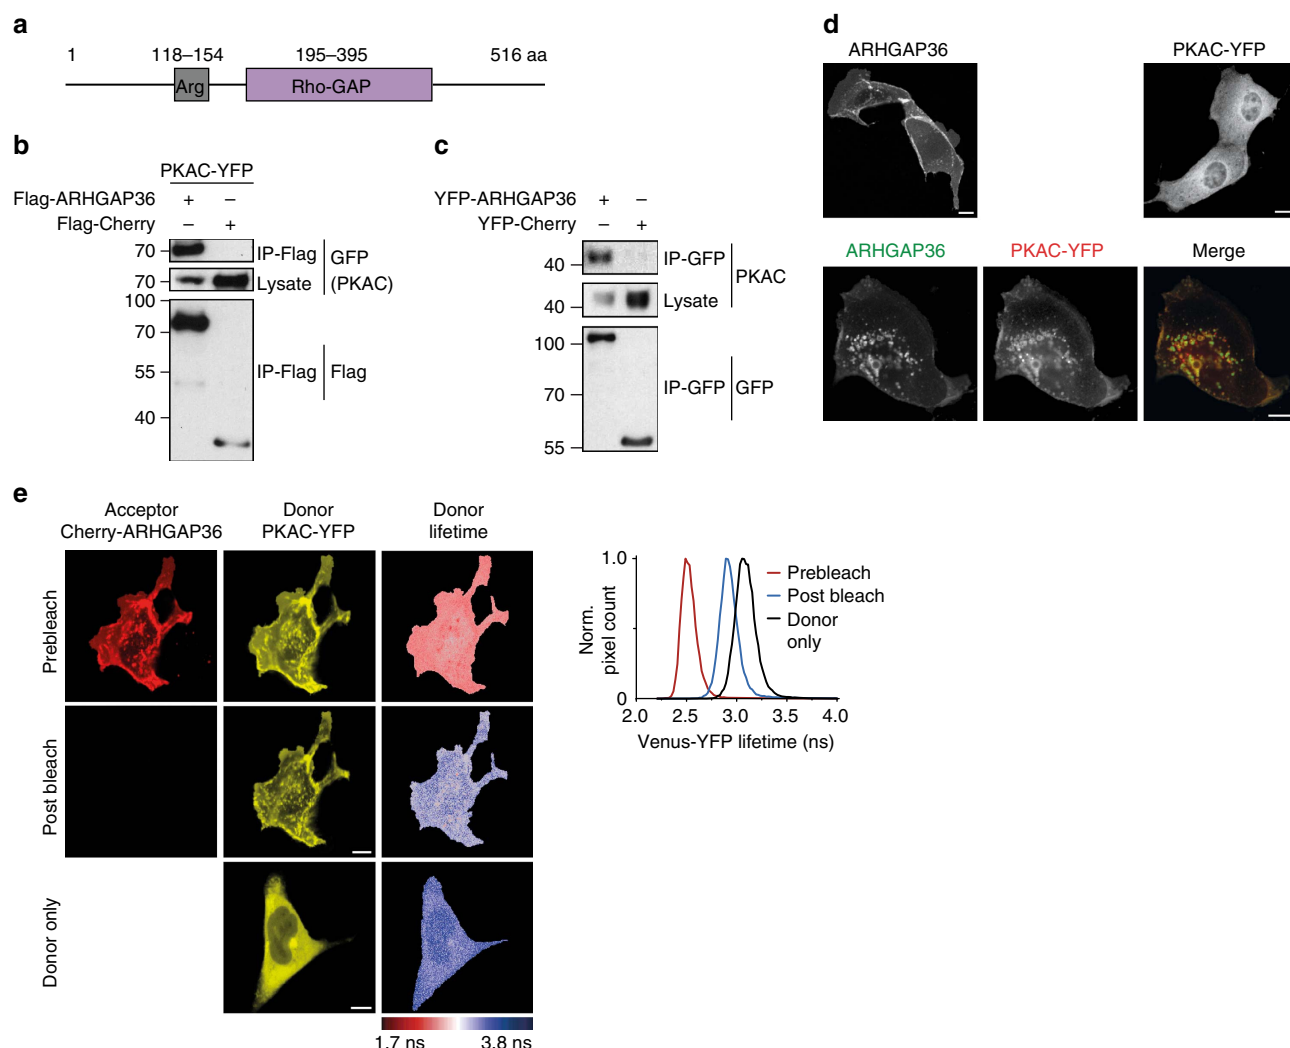 a
1 118–154 195–395 516 aa
Arg Rho-GAP
b
PKAC-YFP
Flag-ARHGAP36 + –
Flag-Cherry – +
70 IP-Flag GFP
70 Lysate (PKAC)
100
70
55 IP-Flag Flag
40
c
YFP-ARHGAP36 + –
YFP-Cherry – +
40 IP-GFP PKAC
40 Lysate
100
70 IP-GFP GFP
55
d
ARHGAP36 PKAC-YFP
ARHGAP36 PKAC-YFP Merge
e
Acceptor Donor Donor
Cherry-ARHGAP36 PKAC-YFP lifetime
Prebleach
Post bleach
Donor only
1.7 ns 3.8 ns
Norm.
pixel count
1.0
0
2.0 2.5 3.0 3.5 4.0
Venus-YFP lifetime (ns)
Prebleach
Post bleach
Donor
only